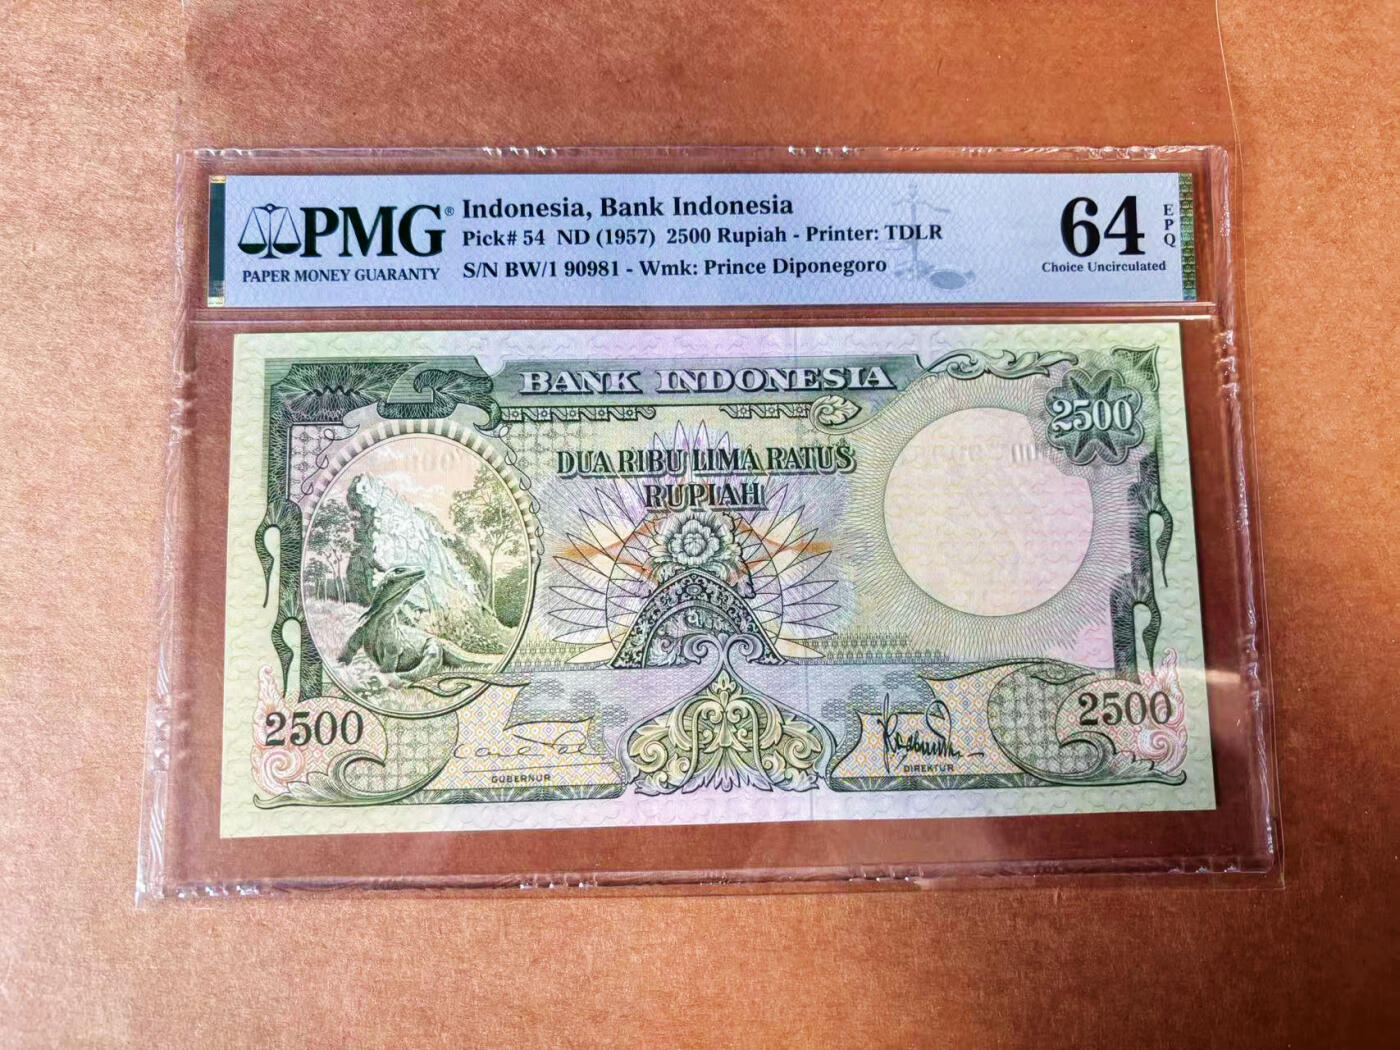 PMG®
PAPER MONEY GUARANTY
Indonesia, Bank Indonesia
Pick# 54 ND (1957) 2500 Rupiah - Printer: TDLR
S/N BW/1 90981 - Wmk: Prince Diponegoro
64 EPQ
Choice Uncirculated
BANK INDONESIA
2500
DUA RIBU LIMA RATUS
RUPIAH
2500
2500
GUBERNUR
DIREKTUR